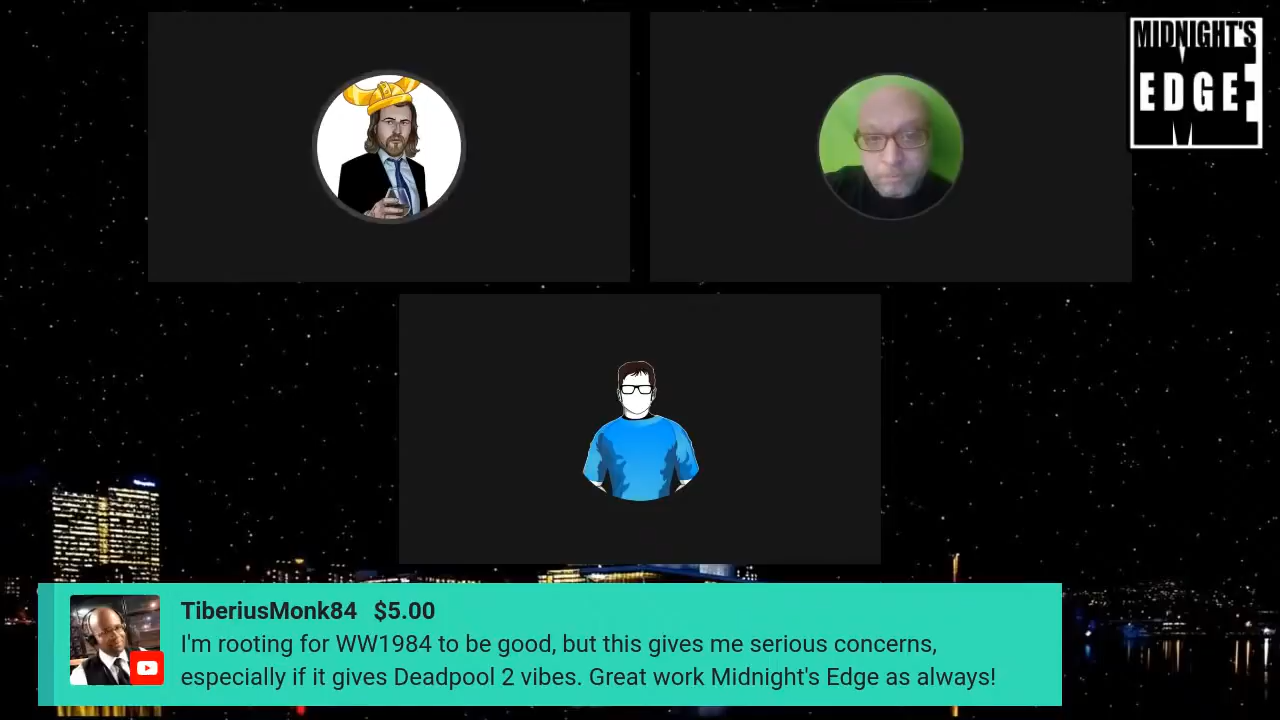 MIDNIGHT'S
EDGE
TiberiusMonk84 $5.00
I'm rooting for WW1984 to be good, but this gives me serious concerns,
especially if it gives Deadpool 2 vibes. Great work Midnight's Edge as always!